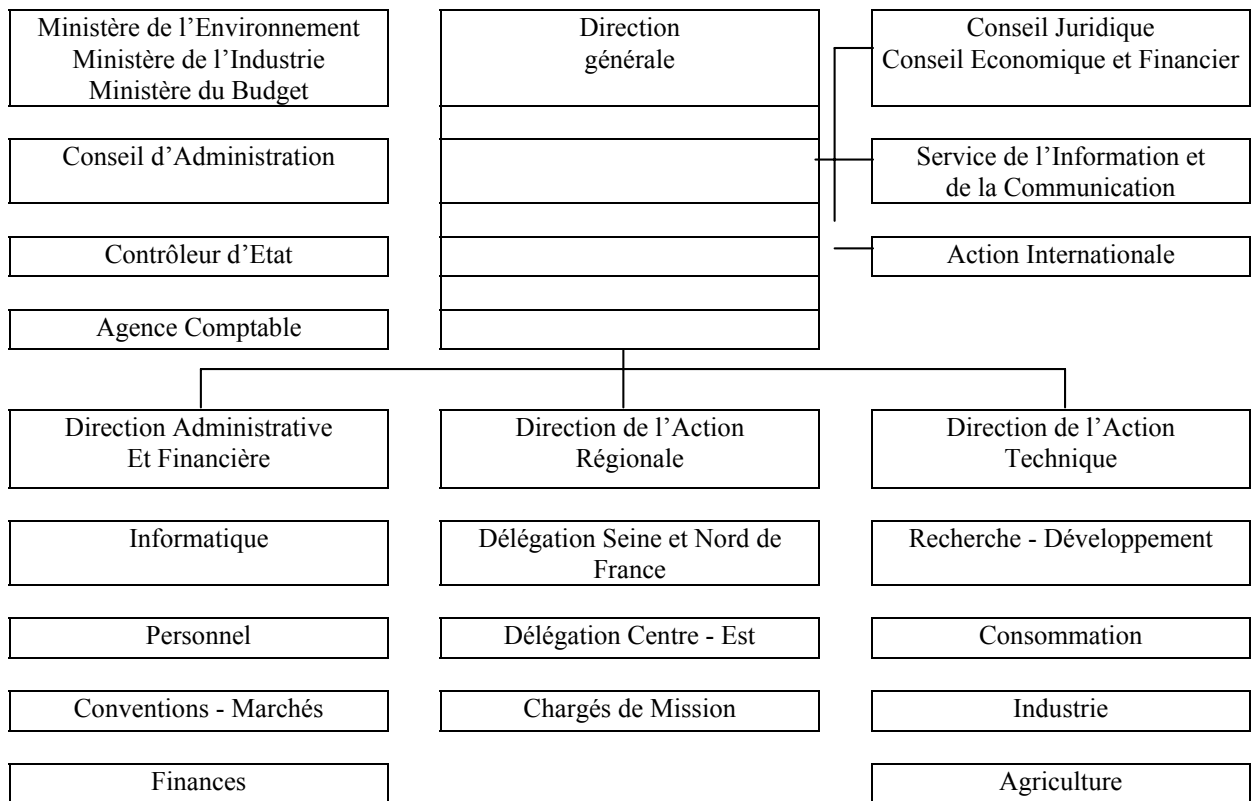 Ministère de l’Environnement
Ministère de l’Industrie
Ministère du Budget
Direction
générale
Conseil Juridique
Conseil Economique et Financier
Conseil d’Administration
Service de l’Information et
de la Communication
Contrôleur d’Etat
Action Internationale
Agence Comptable
Direction Administrative
Et Financière
Direction de l’Action
Régionale
Direction de l’Action
Technique
Informatique
Délégation Seine et Nord de
France
Recherche - Développement
Personnel
Délégation Centre - Est
Consommation
Conventions - Marchés
Chargés de Mission
Industrie
Finances
Agriculture